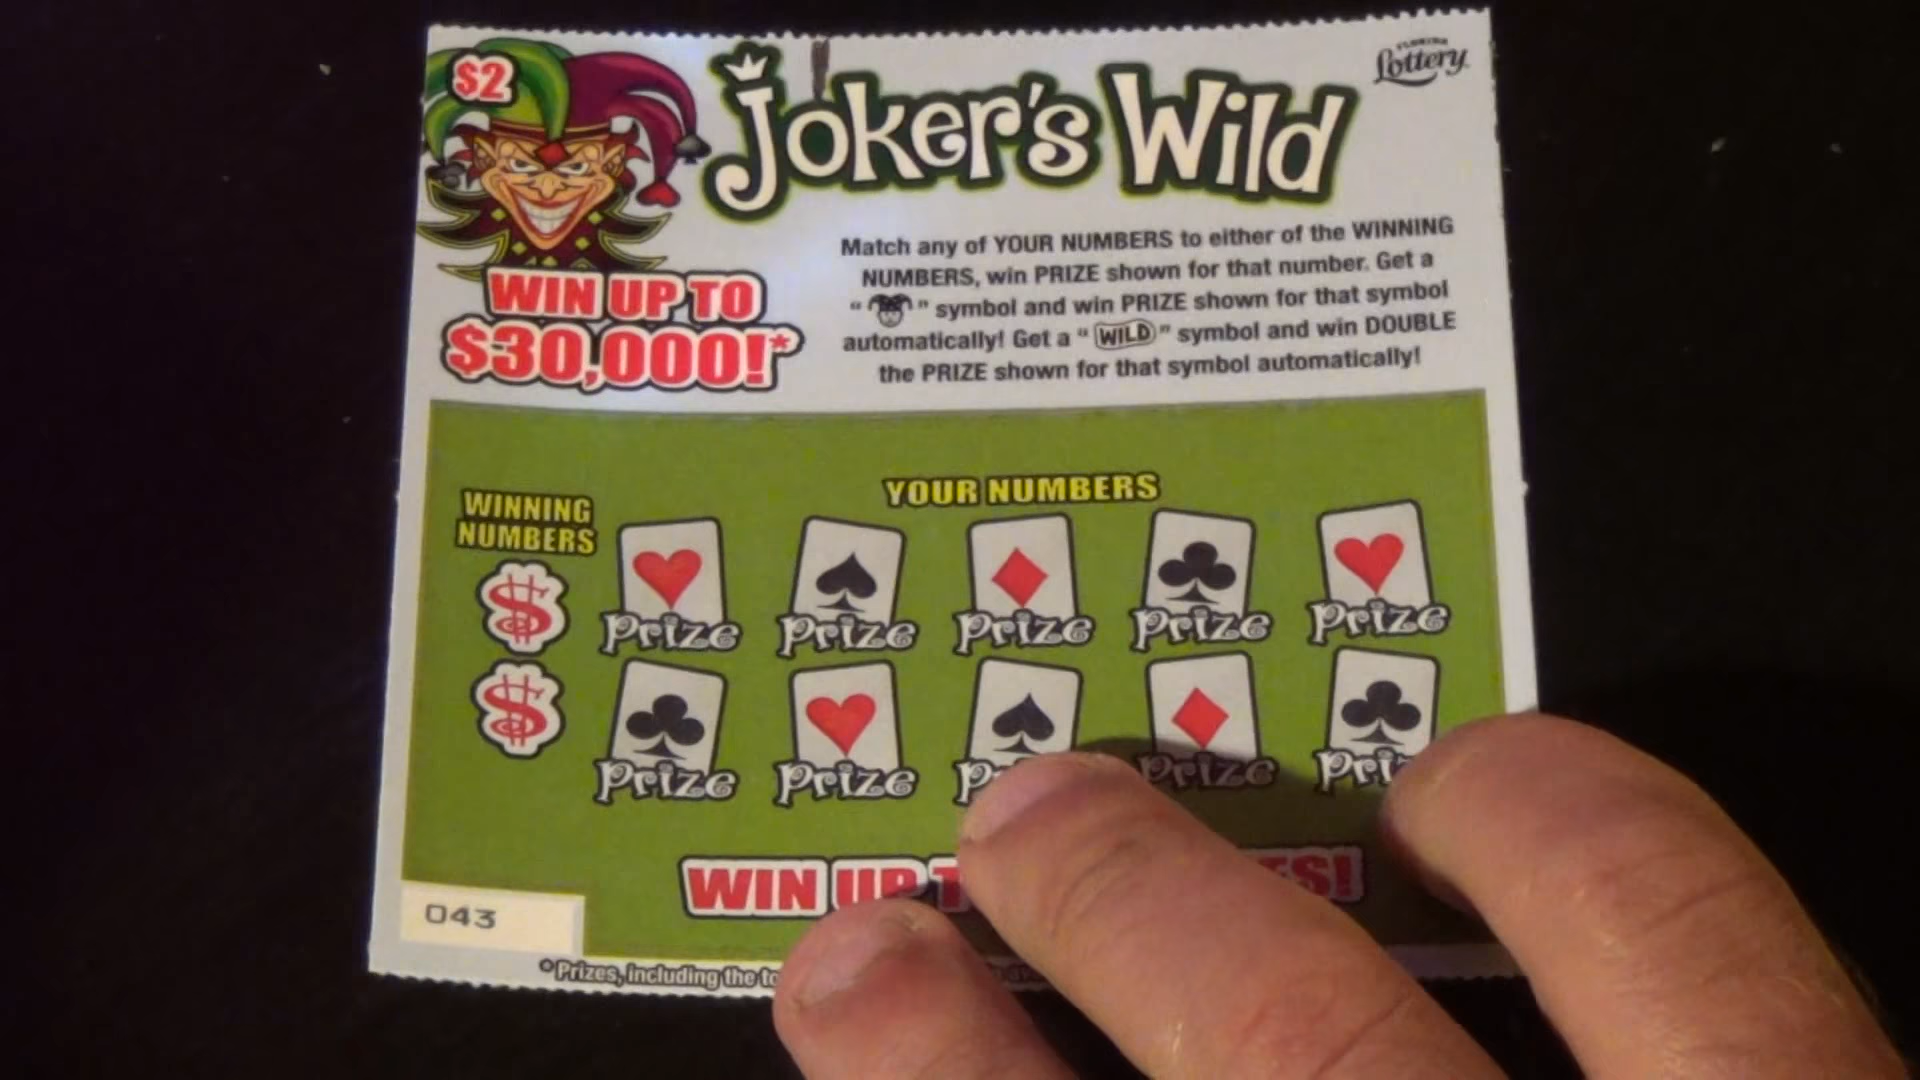 $2
Joker's Wild
FLORIDA
Lottery
WIN UP TO
$30,000!*
Match any of YOUR NUMBERS to either of the WINNING
NUMBERS, win PRIZE shown for that number. Get a
" " symbol and win PRIZE shown for that symbol
automatically! Get a "WILD" symbol and win DOUBLE
the PRIZE shown for that symbol automatically!
WINNING
NUMBERS
YOUR NUMBERS
$
$
Prize Prize Prize Prize Prize
Prize Prize Prize
WIN UP
043
* Prizes, including the